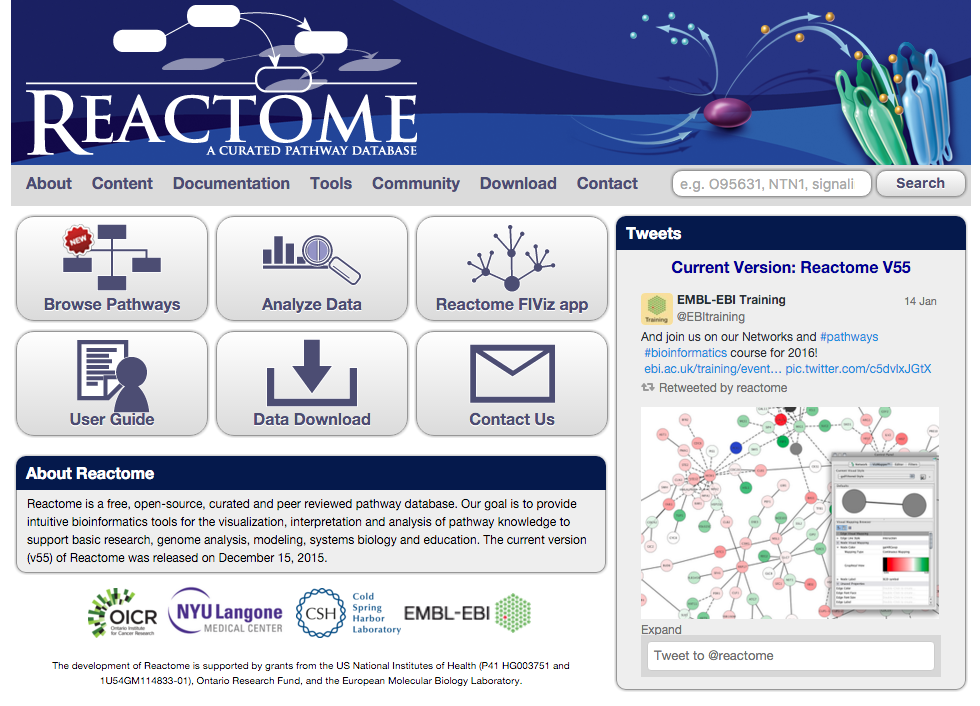 REACTOME
A CURATED PATHWAY DATABASE
About Content Documentation Tools Community Download Contact
e.g. O95631, NTN1, signali
Search
NEW
Browse Pathways
Analyze Data
Reactome FIViz app
User Guide
Data Download
Contact Us
About Reactome
Reactome is a free, open-source, curated and peer reviewed pathway database. Our goal is to provide
intuitive bioinformatics tools for the visualization, interpretation and analysis of pathway knowledge to
support basic research, genome analysis, modeling, systems biology and education. The current version
(v55) of Reactome was released on December 15, 2015.
OICR
Ontario Institute
for Cancer Research
NYU Langone
MEDICAL CENTER
CSH
Cold
Spring
Harbor
Laboratory
EMBL-EBI
The development of Reactome is supported by grants from the US National Institutes of Health (P41 HG003751 and
1U54GM114833-01), Ontario Research Fund, and the European Molecular Biology Laboratory.
Tweets
Current Version: Reactome V55
Training
EMBL-EBI Training 14 Jan
@EBItraining
And join us on our Networks and #pathways
#bioinformatics course for 2016!
ebi.ac.uk/training/event… pic.twitter.com/c5dvlxJGtX
Retweeted by reactome
Expand
Tweet to @reactome